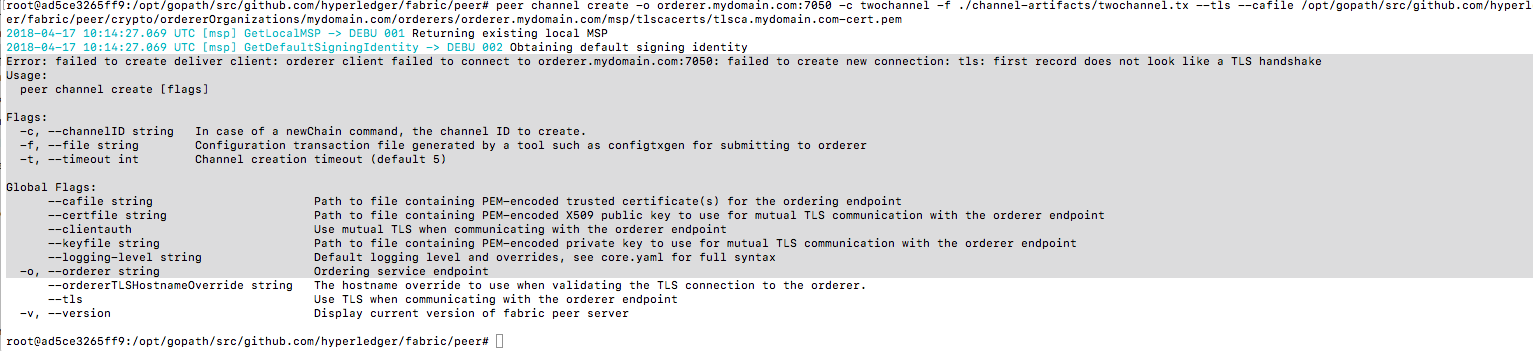 root@ad5ce3265ff9:/opt/gopath/src/github.com/hyperledger/fabric/peer# peer channel create -o orderer.mydomain.com:7050 -c twochannel -f ./channel-artifacts/twochannel.tx --tls --cafile /opt/gopath/src/github.com/hyperl
er/fabric/peer/crypto/ordererOrganizations/mydomain.com/orderers/orderer.mydomain.com/msp/tlscacerts/tlsca.mydomain.com-cert.pem
2018-04-17 10:14:27.069 UTC [msp] GetLocalMSP -> DEBU 001 Returning existing local MSP
2018-04-17 10:14:27.069 UTC [msp] GetDefaultSigningIdentity -> DEBU 002 Obtaining default signing identity
Error: failed to create deliver client: orderer client failed to connect to orderer.mydomain.com:7050: failed to create new connection: tls: first record does not look like a TLS handshake
Usage:
  peer channel create [flags]

Flags:
  -c, --channelID string   In case of a newChain command, the channel ID to create.
  -f, --file string        Configuration transaction file generated by a tool such as configtxgen for submitting to orderer
  -t, --timeout int        Channel creation timeout (default 5)

Global Flags:
      --cafile string                       Path to file containing PEM-encoded trusted certificate(s) for the ordering endpoint
      --certfile string                     Path to file containing PEM-encoded X509 public key to use for mutual TLS communication with the orderer endpoint
      --clientauth                          Use mutual TLS when communicating with the orderer endpoint
      --keyfile string                      Path to file containing PEM-encoded private key to use for mutual TLS communication with the orderer endpoint
      --logging-level string                Default logging level and overrides, see core.yaml for full syntax
  -o, --orderer string                      Ordering service endpoint
      --ordererTLSHostnameOverride string   The hostname override to use when validating the TLS connection to the orderer.
      --tls                                 Use TLS when communicating with the orderer endpoint
  -v, --version                             Display current version of fabric peer server

root@ad5ce3265ff9:/opt/gopath/src/github.com/hyperledger/fabric/peer#